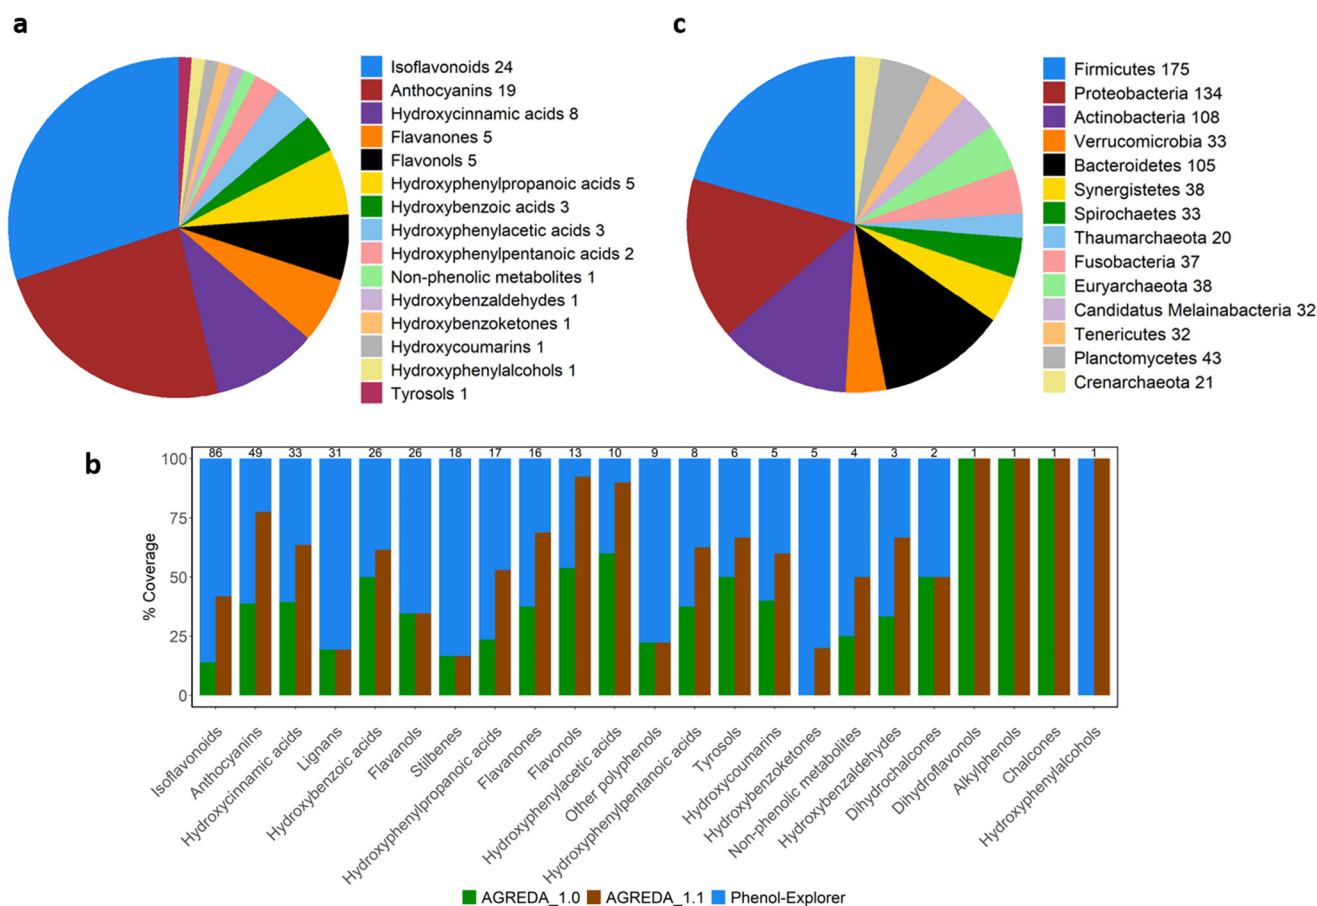 a
Isoflavonoids 24
Anthocyanins 19
Hydroxycinnamic acids 8
Flavanones 5
Flavonols 5
Hydroxyphenylpropanoic acids 5
Hydroxybenzoic acids 3
Hydroxyphenylacetic acids 3
Hydroxyphenylpentanoic acids 2
Non-phenolic metabolites 1
Hydroxybenzaldehydes 1
Hydroxybenzoketones 1
Hydroxycoumarins 1
Hydroxyphenylalcohols 1
Tyrosols 1
c
Firmicutes 175
Proteobacteria 134
Actinobacteria 108
Verrucomicrobia 33
Bacteroidetes 105
Synergistetes 38
Spirochaetes 33
Thaumarchaeota 20
Fusobacteria 37
Euryarchaeota 38
Candidatus Melainabacteria 32
Tenericutes 32
Planctomycetes 43
Crenarchaeota 21
b
% Coverage
100
75
50
25
0
86 49 33 31 26 26 18 17 16 13 10 9 8 6 5 5 4 3 2 1 1 1 1
Isoflavonoids
Anthocyanins
Hydroxycinnamic acids
Lignans
Hydroxybenzoic acids
Flavanols
Stilbenes
Hydroxyphenylpropanoic acids
Flavanones
Flavonols
Hydroxyphenylacetic acids
Other polyphenols
Hydroxyphenylpentanoic acids
Tyrosols
Hydroxycoumarins
Hydroxybenzoketones
Non-phenolic metabolites
Hydroxybenzaldehydes
Dihydrochalcones
Dihydroflavonols
Alkylphenols
Chalcones
Hydroxyphenylalcohols
AGREDA_1.0 AGREDA_1.1 Phenol-Explorer